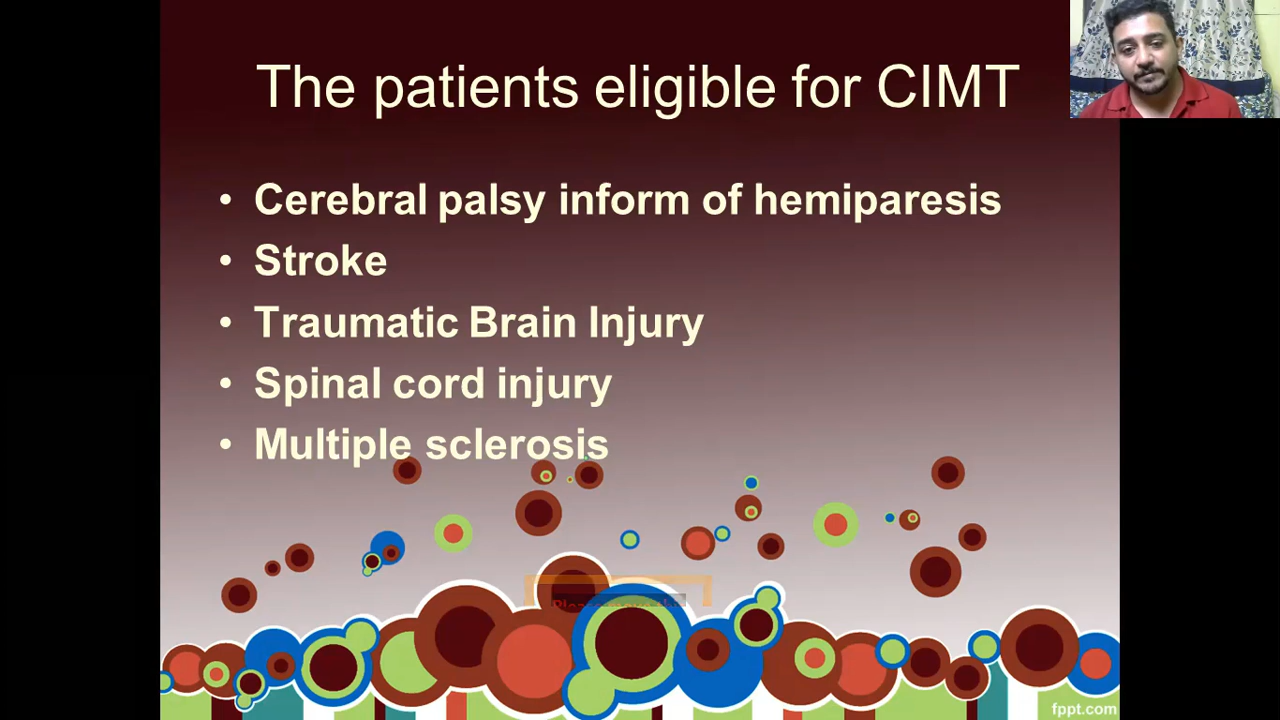 The patients eligible for CIMT
• Cerebral palsy inform of hemiparesis
• Stroke
• Traumatic Brain Injury
• Spinal cord injury
• Multiple sclerosis
fppt.com